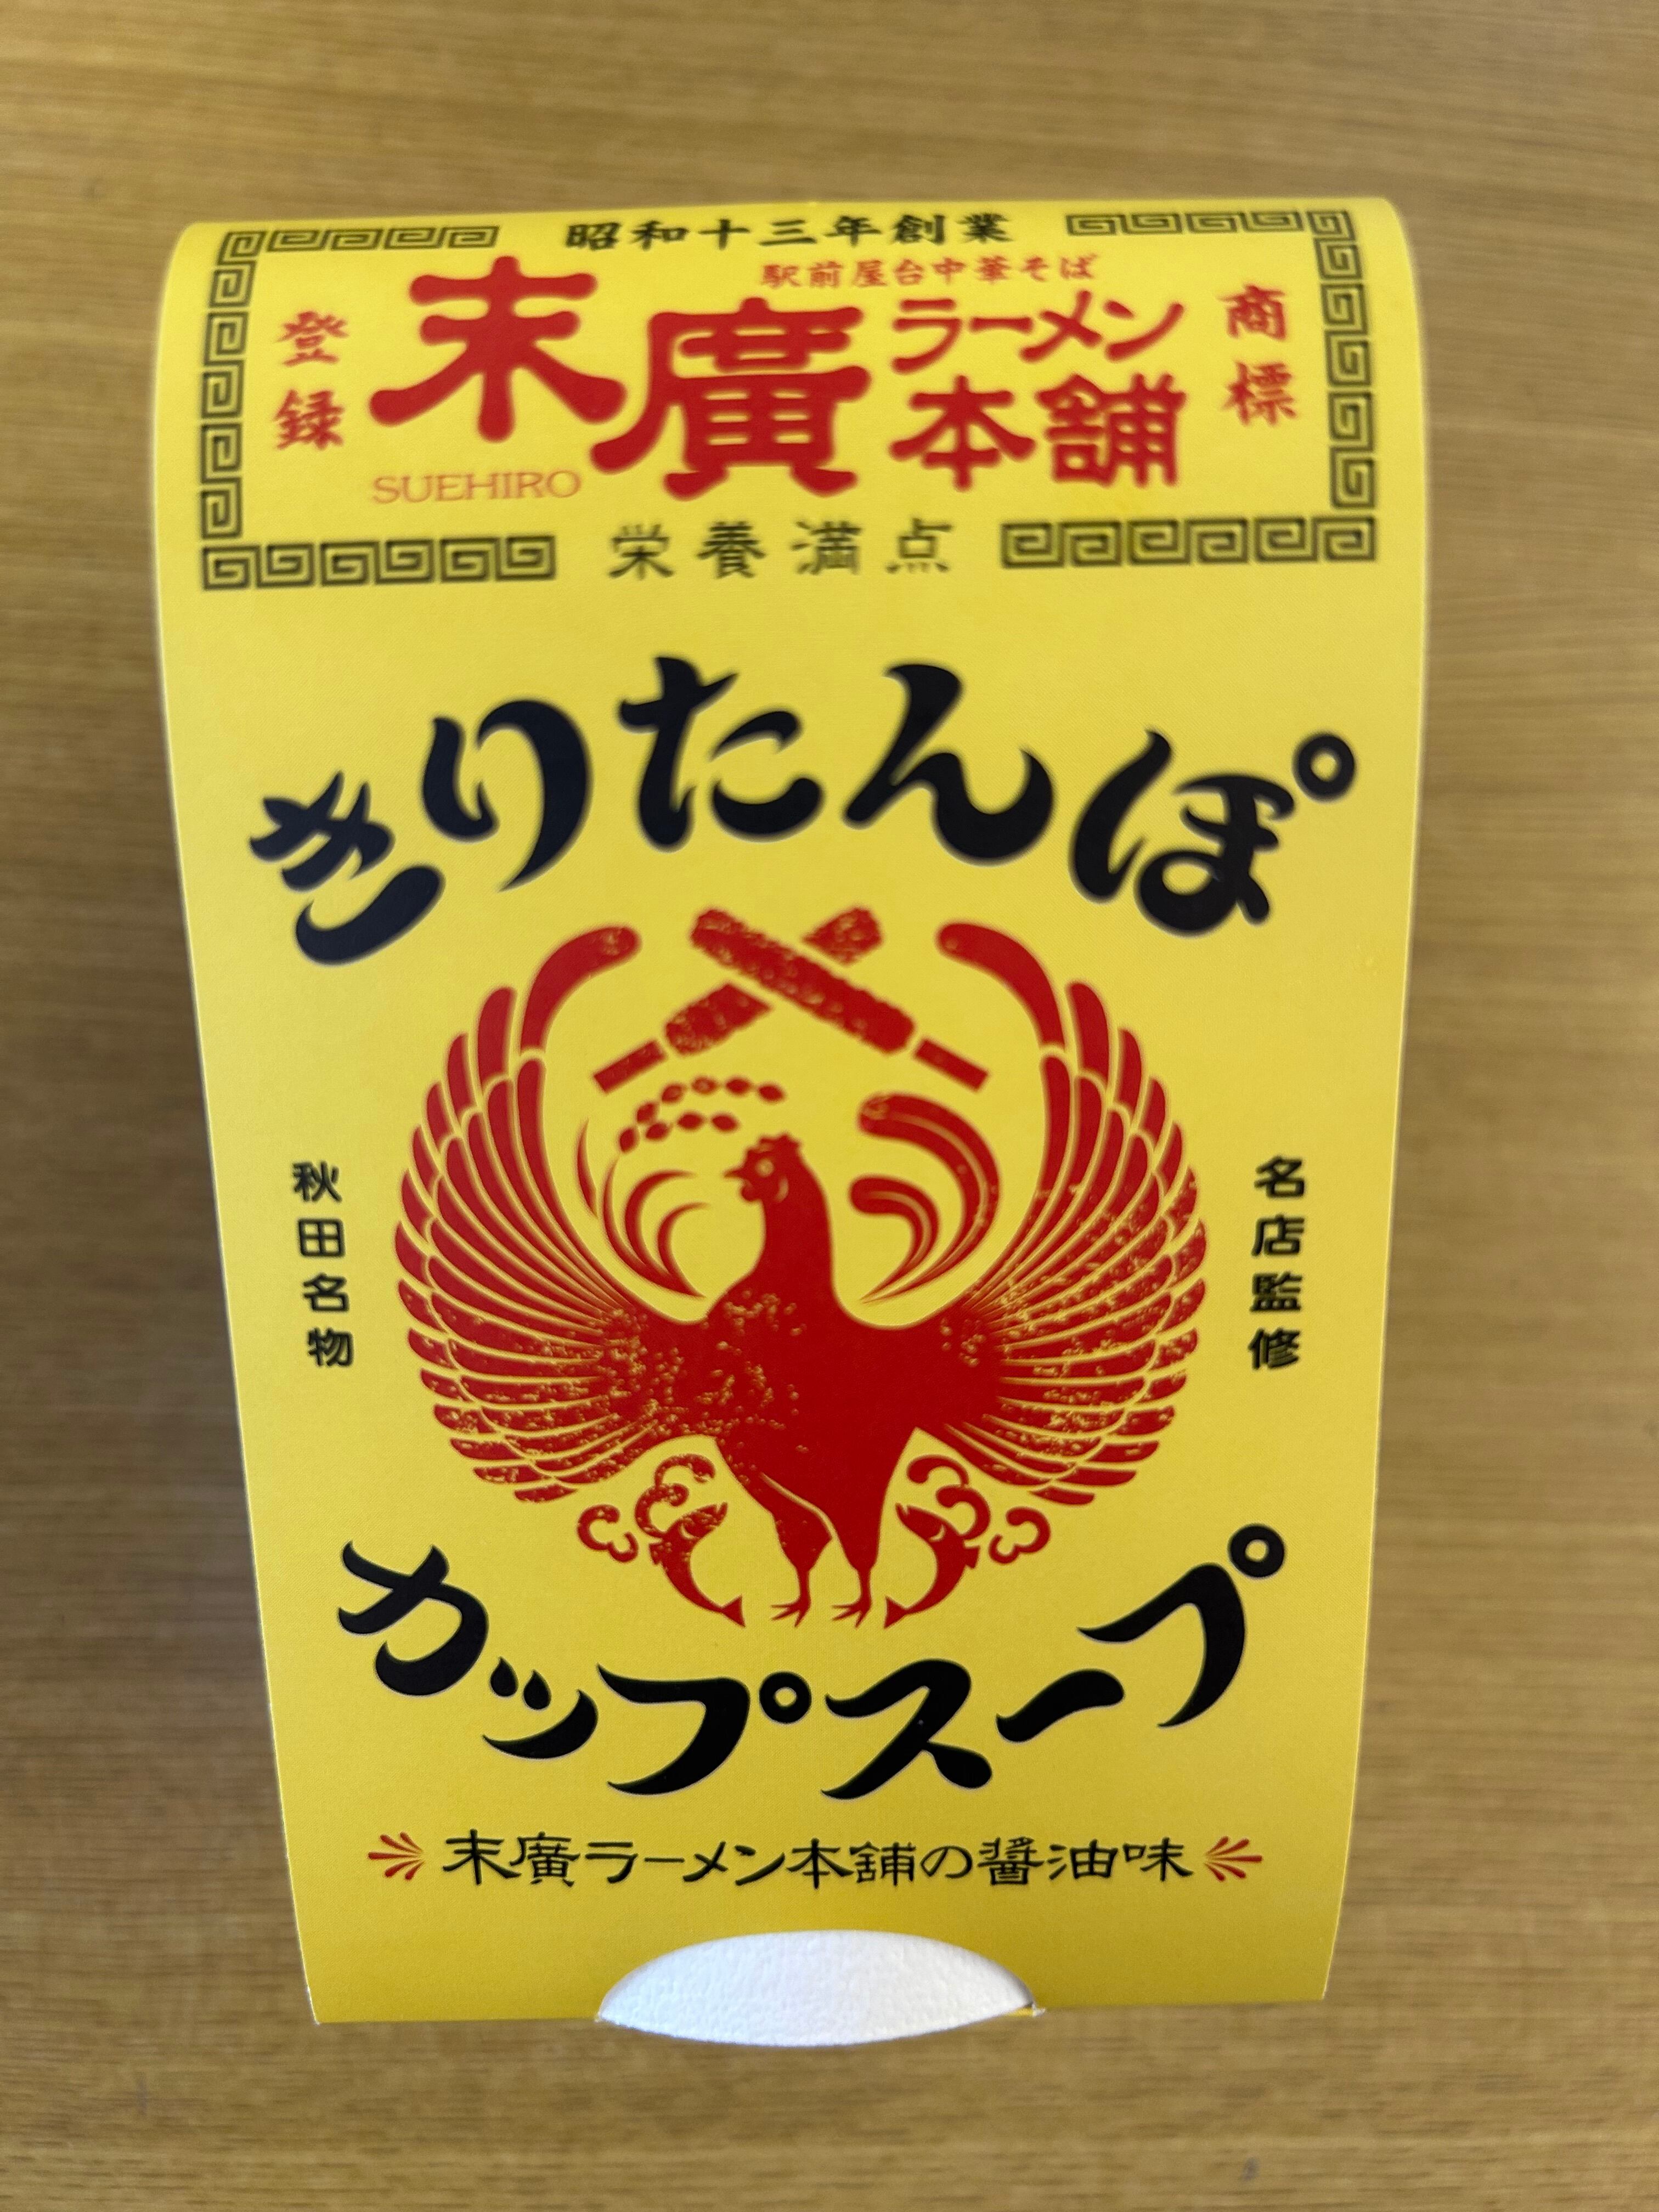 昭和十三年創業
駅前屋台中華そば
登録
末廣
ラーメン
本舗
商標
SUEHIRO
栄養満点
きりたんぽ
秋田名物
名店監修
カップスープ
末廣ラーメン本舗の醤油味